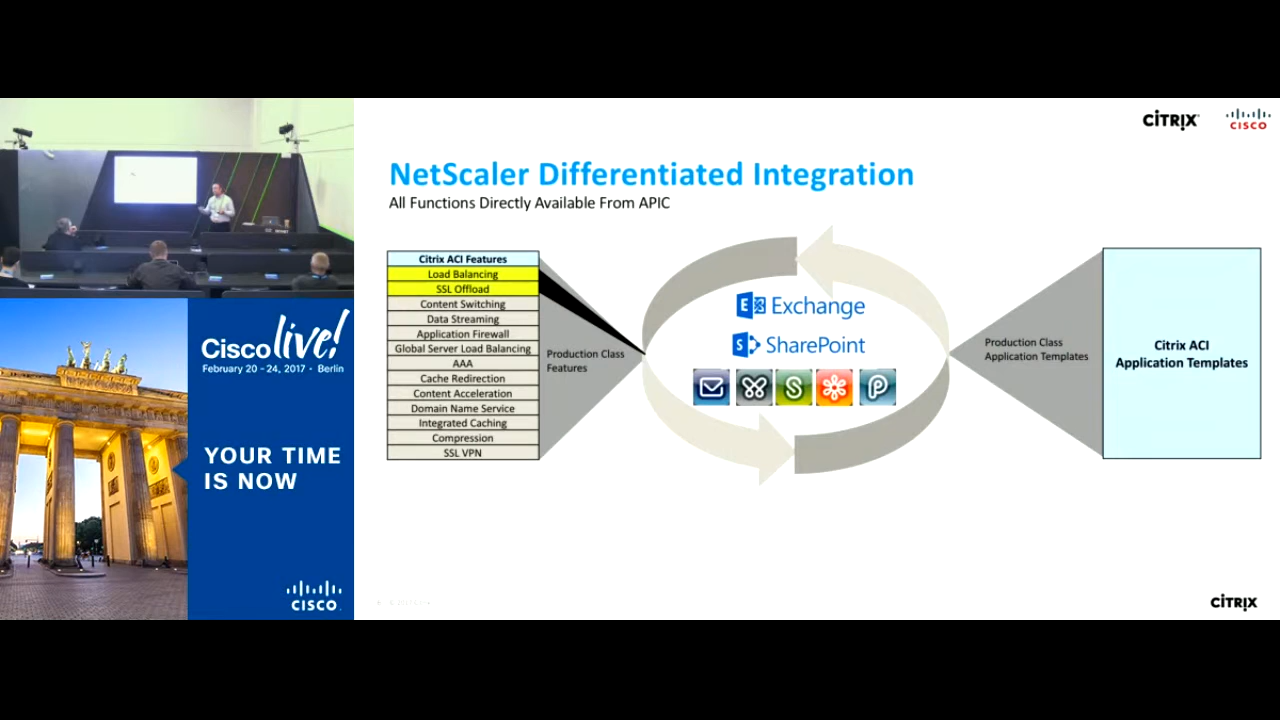 CiTRIX
CISCO
NetScaler Differentiated Integration
All Functions Directly Available From APIC
Citrix ACI Features
Load Balancing
SSL Offload
Content Switching
Data Streaming
Application Firewall
Global Server Load Balancing
AAA
Cache Redirection
Content Acceleration
Domain Name Service
Integrated Caching
Compression
SSL VPN
Production Class
Features
E Exchange
S SharePoint
S
P
Production Class
Application Templates
Citrix ACI
Application Templates
Cisco live!
February 20 - 24, 2017 · Berlin
YOUR TIME
IS NOW
CISCO
CiTRIX